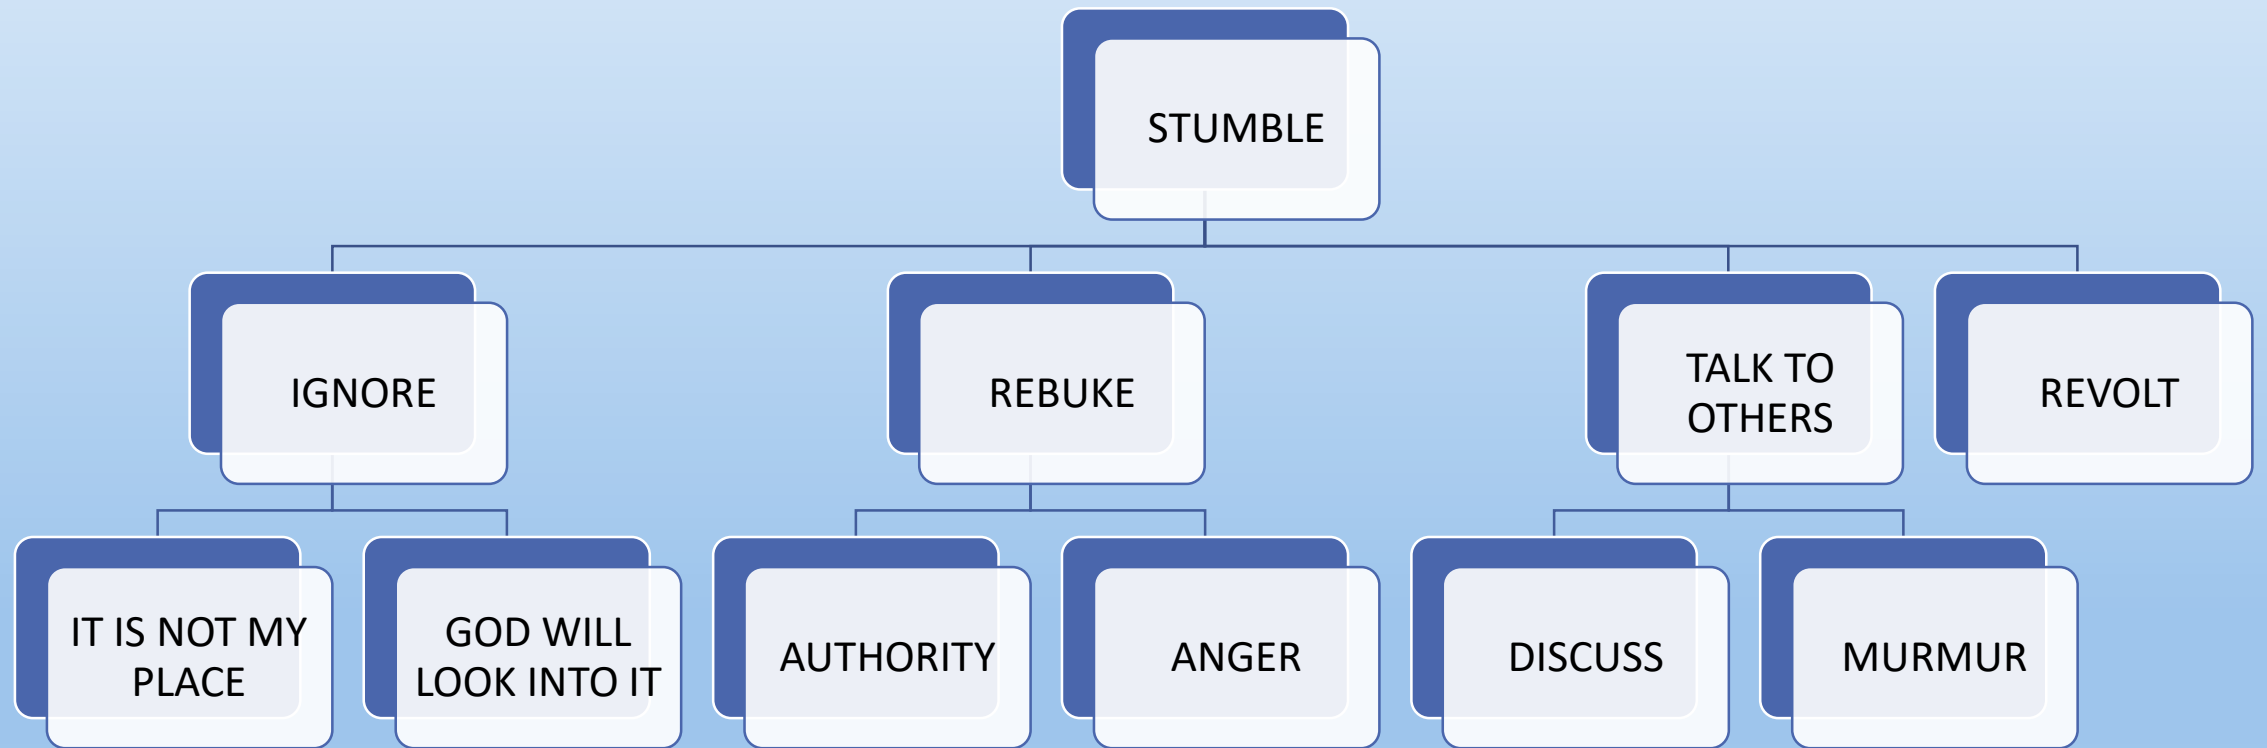 STUMBLE
IGNORE
REBUKE
TALK TO
OTHERS
REVOLT
IT IS NOT MY
PLACE
GOD WILL
LOOK INTO IT
AUTHORITY
ANGER
DISCUSS
MURMUR